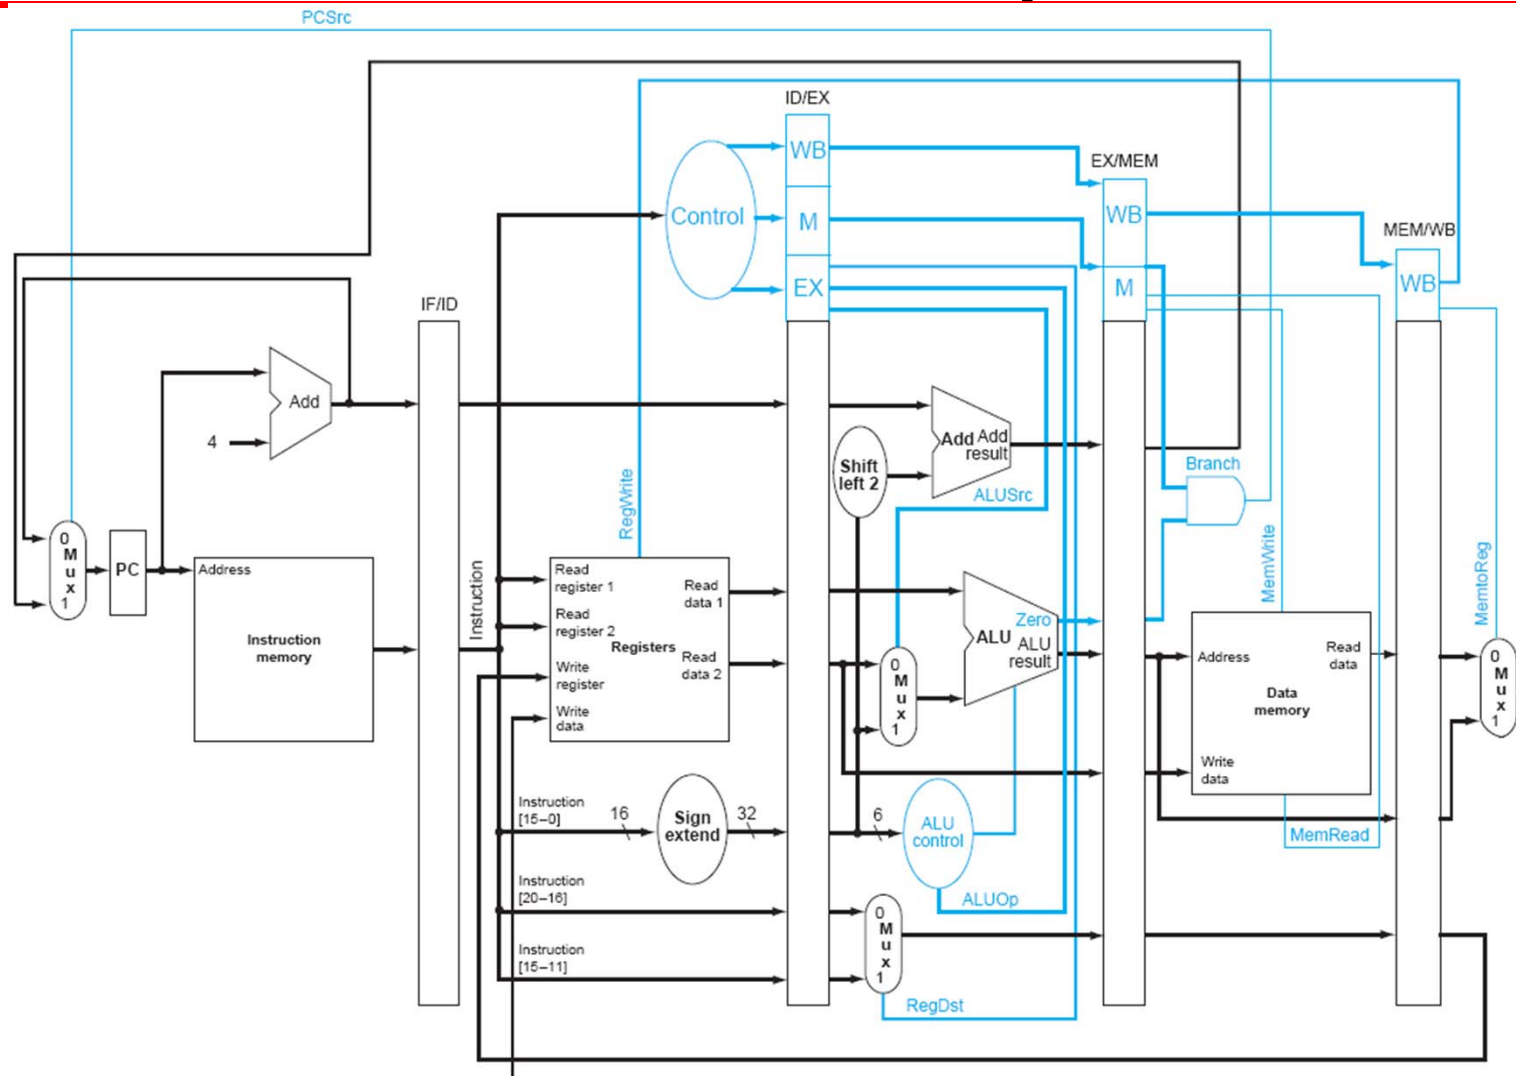 PCSrc
ID/EX
WB
EX/MEM
Control
M
WB
MEM/WB
EX
M
WB
IF/ID
Add
4
Shift
left 2
Add Add
result
ALUSrc
Branch
RegWrite
MemWrite
MemtoReg
Instruction
0
M
u
x
1
PC
Address
Instruction
memory
Read
register 1
Read
register 2
Write
register
Write
data
Registers
Read
data 1
Read
data 2
0
M
u
x
1
Zero
ALU
ALU
result
Address
Read
data
Data
memory
Write
data
0
M
u
x
1
MemRead
Instruction
[15–0]
16
Sign
extend
32
6
ALU
control
ALUOp
Instruction
[20–16]
Instruction
[15–11]
0
M
u
x
1
RegDst